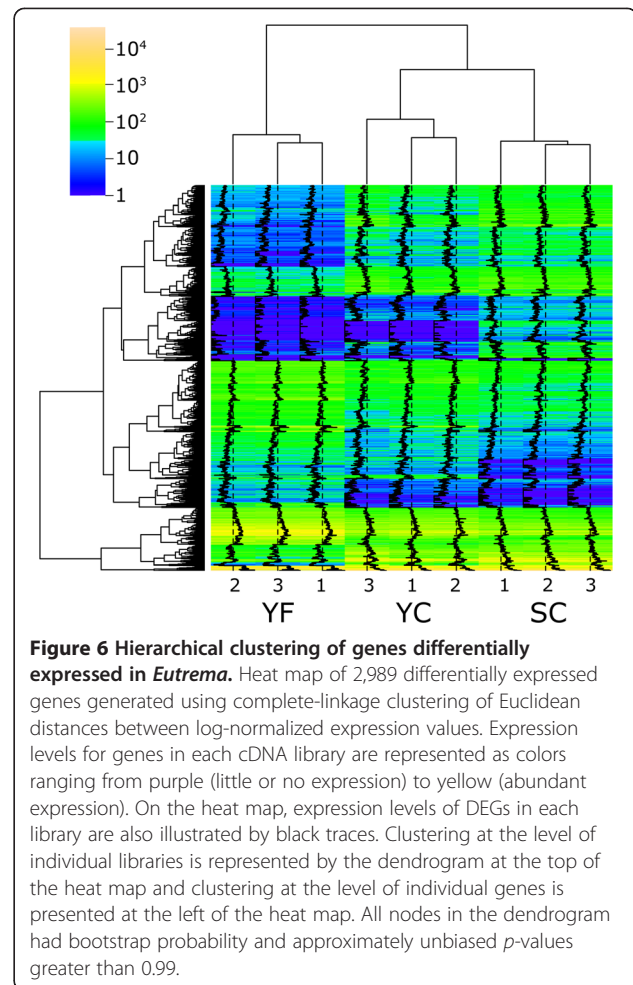 10⁴
10³
10²
10
1
2 3 1 3 1 2 1 2 3
YF YC SC
Figure 6 Hierarchical clustering of genes differentially
expressed in Eutrema. Heat map of 2,989 differentially expressed
genes generated using complete-linkage clustering of Euclidean
distances between log-normalized expression values. Expression
levels for genes in each cDNA library are represented as colors
ranging from purple (little or no expression) to yellow (abundant
expression). On the heat map, expression levels of DEGs in each
library are also illustrated by black traces. Clustering at the level of
individual libraries is represented by the dendrogram at the top of
the heat map and clustering at the level of individual genes is
presented at the left of the heat map. All nodes in the dendrogram
had bootstrap probability and approximately unbiased p-values
greater than 0.99.